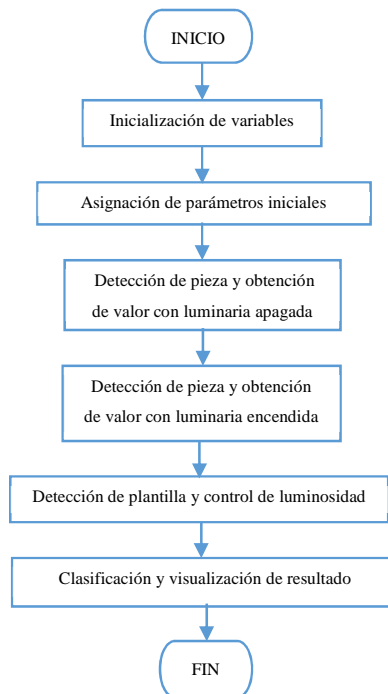 INICIO
Inicialización de variables
Asignación de parámetros iniciales
Detección de pieza y obtención
de valor con luminaria apagada
Detección de pieza y obtención
de valor con luminaria encendida
Detección de plantilla y control de luminosidad
Clasificación y visualización de resultado
FIN